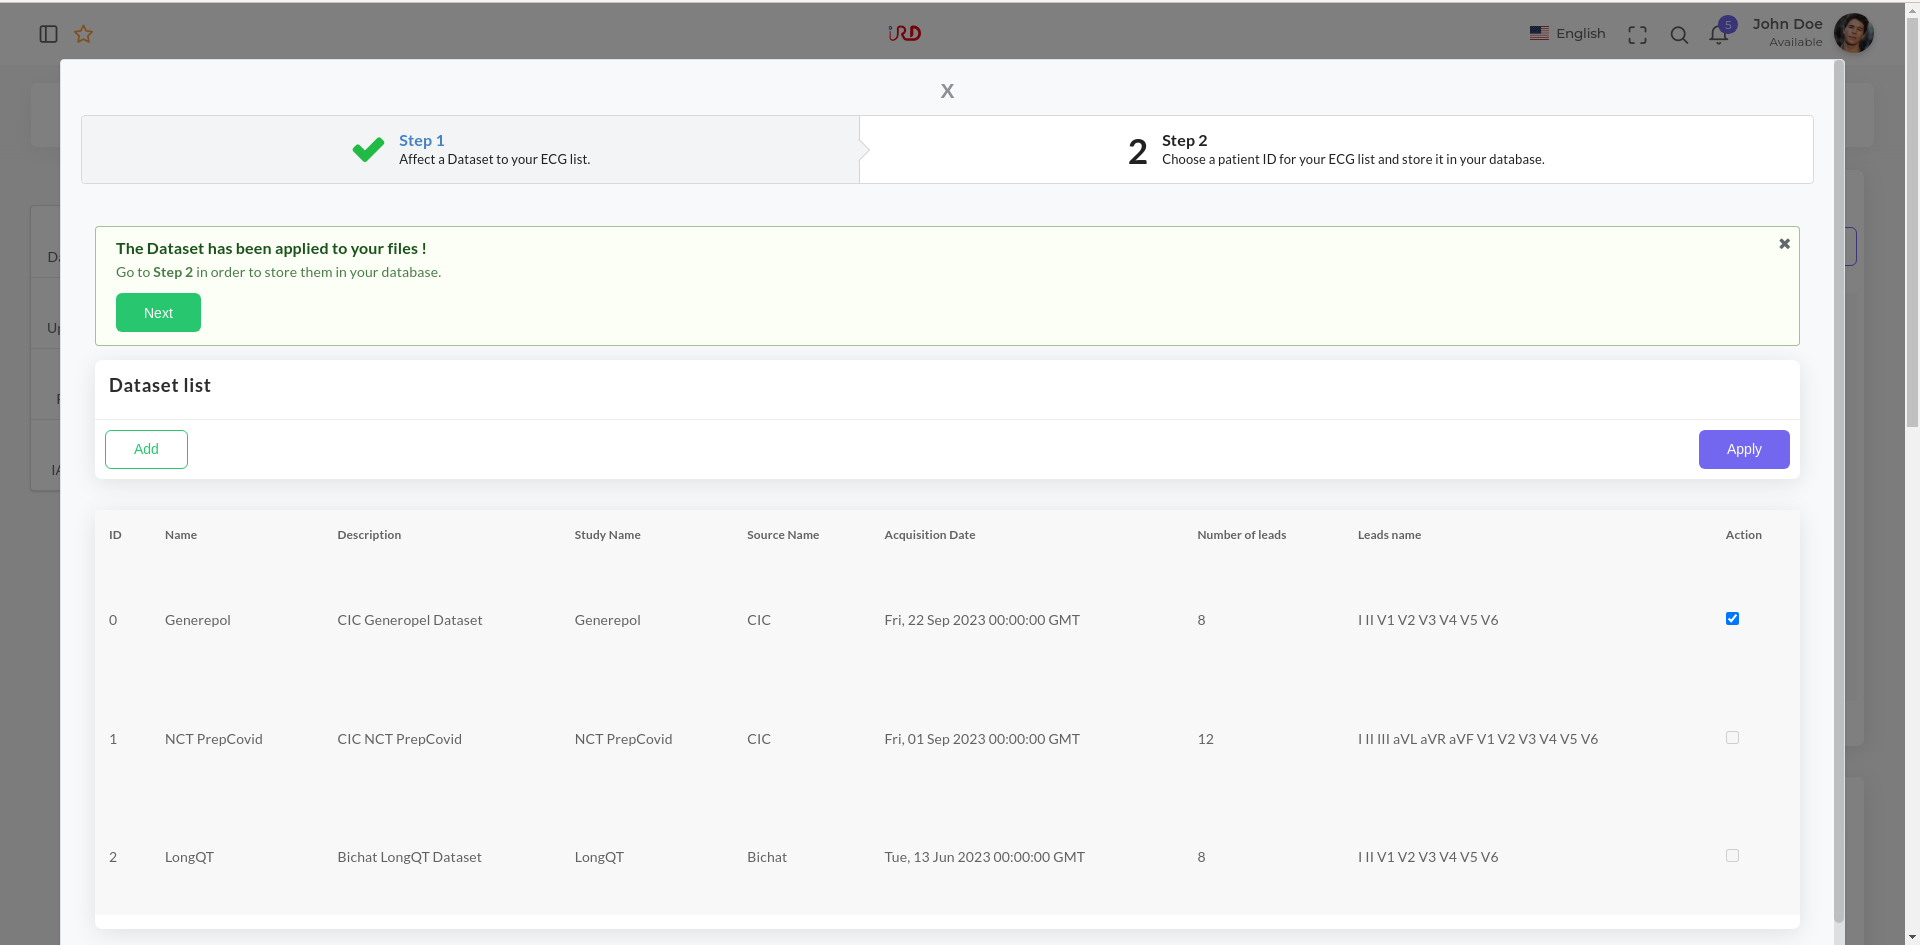 iRD
English
5
John Doe
Available
X
Step 1
Affect a Dataset to your ECG list.
2
Step 2
Choose a patient ID for your ECG list and store it in your database.
The Dataset has been applied to your files !
Go to Step 2 in order to store them in your database.
Next
Dataset list
Add
Apply
ID Name Description Study Name Source Name Acquisition Date Number of leads Leads name Action
0 Generepol CIC Generopel Dataset Generepol CIC Fri, 22 Sep 2023 00:00:00 GMT 8 I II V1 V2 V3 V4 V5 V6
1 NCT PrepCovid CIC NCT PrepCovid NCT PrepCovid CIC Fri, 01 Sep 2023 00:00:00 GMT 12 I II III aVL aVR aVF V1 V2 V3 V4 V5 V6
2 LongQT Bichat LongQT Dataset LongQT Bichat Tue, 13 Jun 2023 00:00:00 GMT 8 I II V1 V2 V3 V4 V5 V6